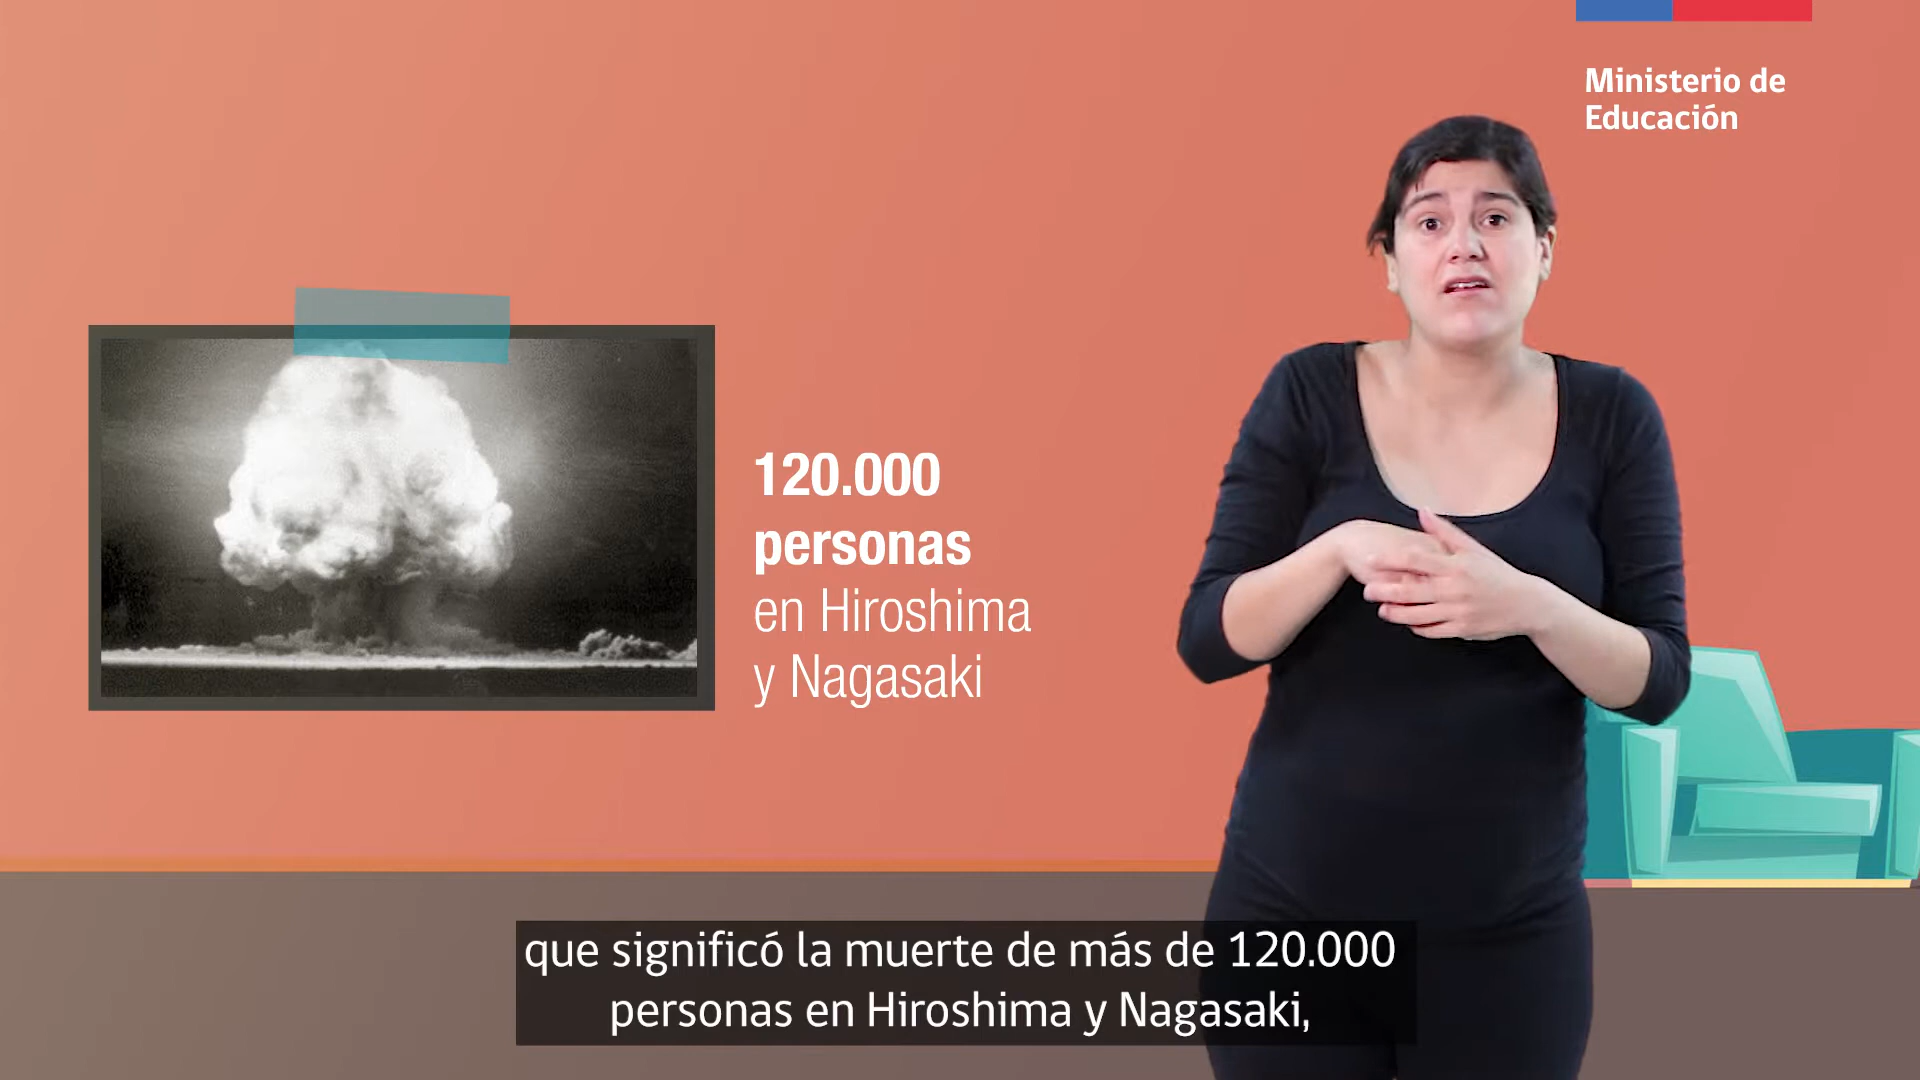 Ministerio de
Educación
120.000
personas
en Hiroshima
y Nagasaki
que significó la muerte de más de 120.000
personas en Hiroshima y Nagasaki,